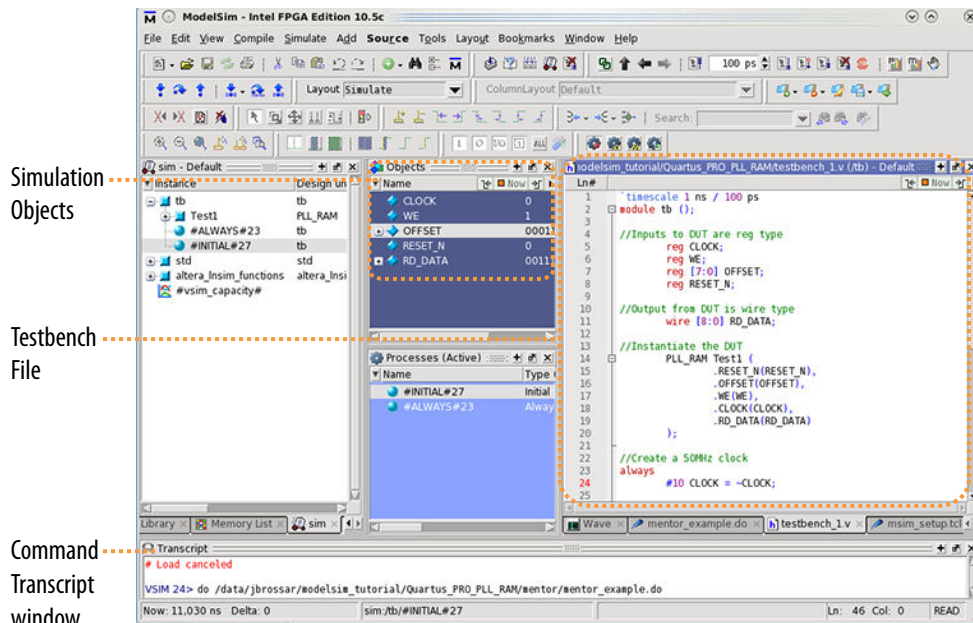 ModelSim - Intel FPGA Edition 10.5c
File Edit View Compile Simulate Add Source Tools Layout Bookmarks Window Help
100 ps
Layout Simulate
ColumnLayout Default
Search:
Simulation
Objects
Testbench
File
Command
Transcript
window
sim - Default
Instance Design un
tb tb
Test1 PLL_RAM
#ALWAYS#23 tb
#INITIAL#27 tb
std std
altera_lnsim_functions altera_lnsi
#vsim_capacity#
Library Memory List sim
Objects
Name Now
CLOCK 0
WE 1
OFFSET 0001
RESET_N 0
RD_DATA 0011
Processes (Active)
Name Type
#INITIAL#27 Initial
#ALWAYS#23 Alway
modelsim_tutorial/Quartus_PRO_PLL_RAM/testbench_1.v (/tb) - Default
Ln# Now
1 `timescale 1 ns / 100 ps
2 module tb ();
3
4 //Inputs to DUT are reg type
5 reg CLOCK;
6 reg WE;
7 reg [7:0] OFFSET;
8 reg RESET_N;
9
10 //Output from DUT is wire type
11 wire [8:0] RD_DATA;
12
13 //Instantiate the DUT
14 PLL_RAM Test1 (
15 .RESET_N(RESET_N),
16 .OFFSET(OFFSET),
17 .WE(WE),
18 .CLOCK(CLOCK),
19 .RD_DATA(RD_DATA)
20 );
21
22 //Create a 50MHz clock
23 always
24 #10 CLOCK = ~CLOCK;
25
Wave mentor_example.do testbench_1.v msim_setup.tcl
Transcript
# Load canceled
VSIM 24> do /data/jbrossar/modelsim_tutorial/Quartus_PRO_PLL_RAM/mentor/mentor_example.do
Now: 11,030 ns Delta: 0 sim:/tb/#INITIAL#27 Ln: 46 Col: 0 READ